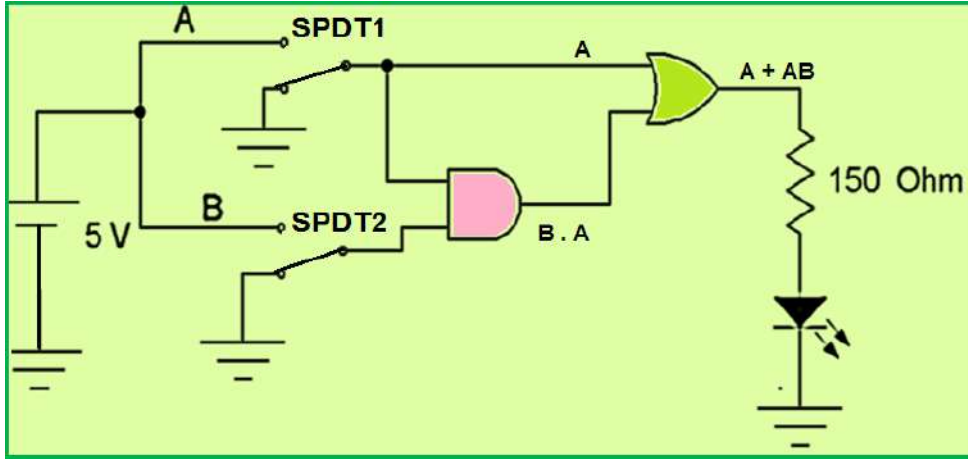 A
SPDT1
A
A + AB
150 Ohm
B
SPDT2
5 V
B . A